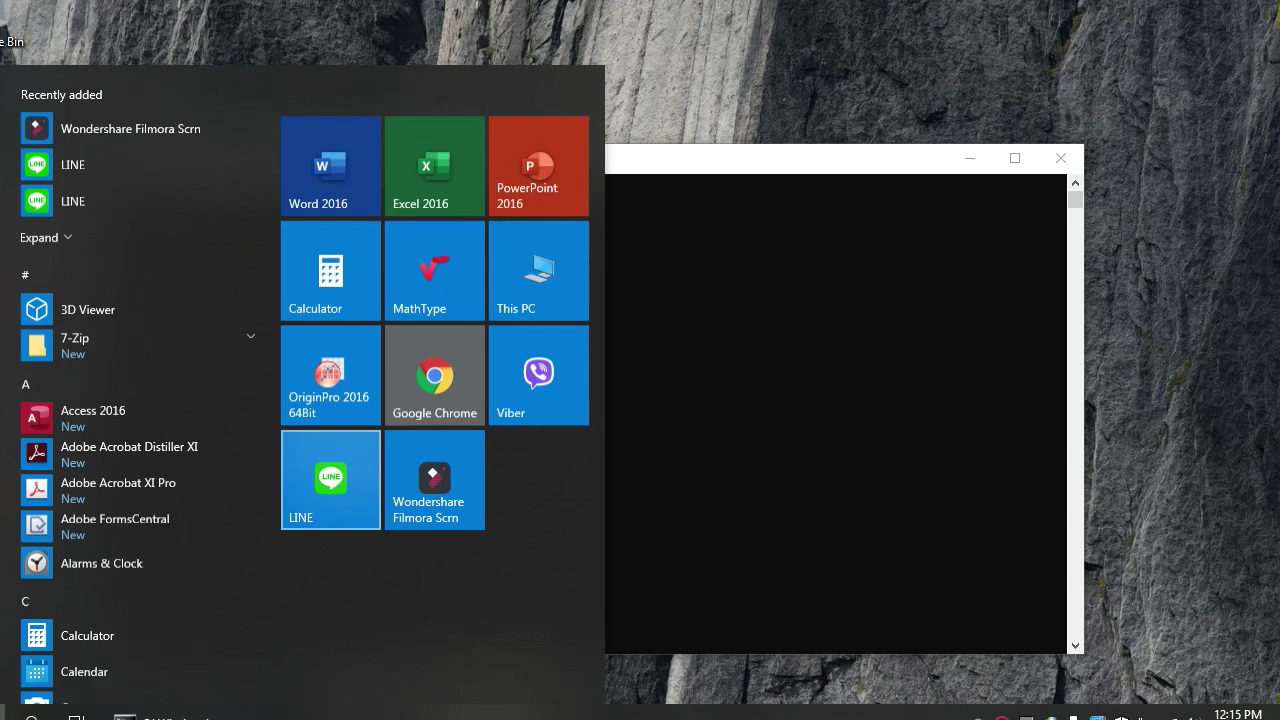 e Bin
Recently added
Wondershare Filmora Scrn
LINE
LINE
Expand
#
3D Viewer
7-Zip
New
A
Access 2016
New
Adobe Acrobat Distiller XI
New
Adobe Acrobat XI Pro
New
Adobe FormsCentral
New
Alarms & Clock
C
Calculator
Calendar
Word 2016
Excel 2016
PowerPoint
2016
Calculator
MathType
This PC
OriginPro 2016
64Bit
Google Chrome
Viber
LINE
LINE
Wondershare
Filmora Scrn
12:15 PM